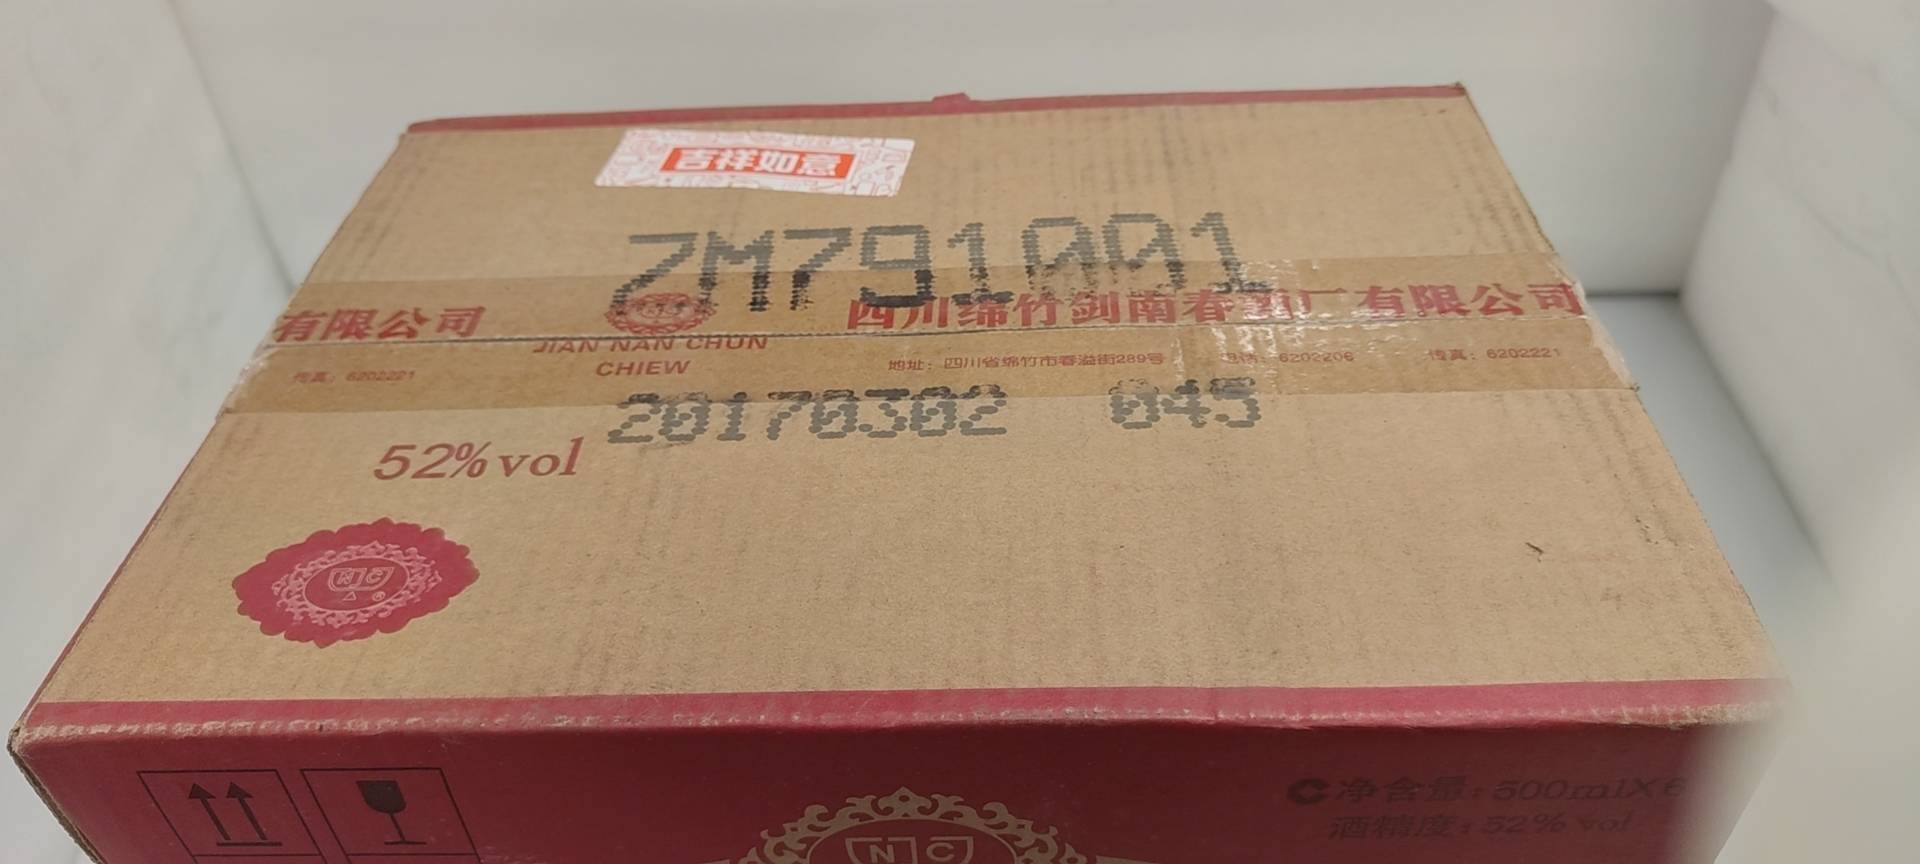 吉祥如意
ZM791001
有限公司
四川绵竹剑南春酒厂有限公司
JIAN NAN CHUN
CHIEW
传真：6202221
地址：四川省绵竹市春溢街289号
电话：6202206
传真：6202221
20170302 045
52%vol
NC
®
净含量：500mlX6
酒精度：52% vol
NC